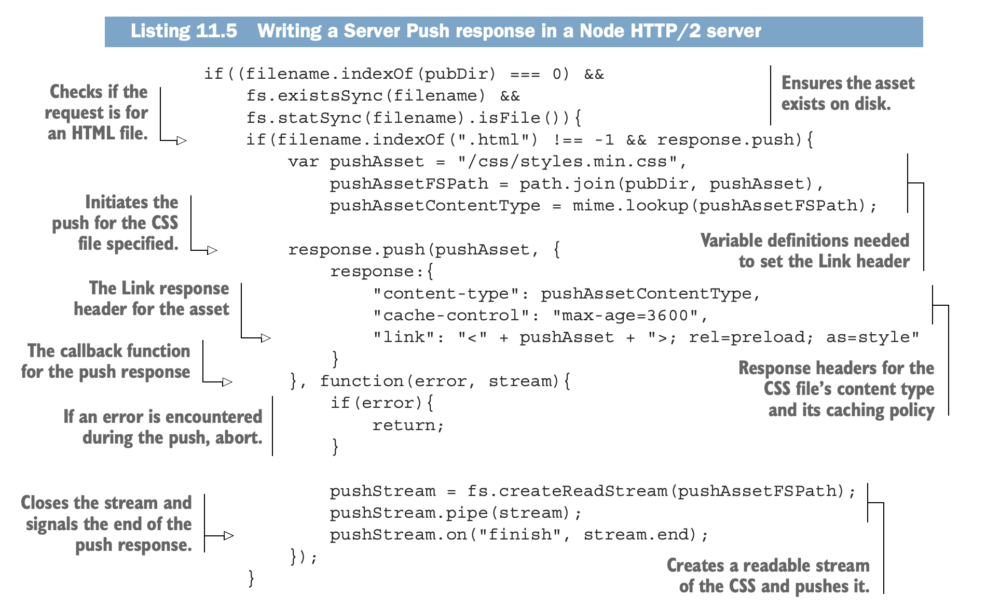 Listing 11.5 Writing a Server Push response in a Node HTTP/2 server
if((filename.indexOf(pubDir) === 0) &&
fs.existsSync(filename) &&
fs.statSync(filename).isFile()){
Ensures the asset
exists on disk.
Checks if the
request is for
an HTML file.
if(filename.indexOf(".html") !== -1 && response.push){
var pushAsset = "/css/styles.min.css",
pushAssetFSPath = path.join(pubDir, pushAsset),
pushAssetContentType = mime.lookup(pushAssetFSPath);
Variable definitions needed
to set the Link header
Initiates the
push for the CSS
file specified.
response.push(pushAsset, {
response:{
"content-type": pushAssetContentType,
"cache-control": "max-age=3600",
Response headers for the
CSS file's content type
and its caching policy
The Link response
header for the asset
"link": "<" + pushAsset + ">; rel=preload; as=style"
}
The callback function
for the push response
}, function(error, stream){
if(error){
return;
}
If an error is encountered
during the push, abort.
pushStream = fs.createReadStream(pushAssetFSPath);
pushStream.pipe(stream);
Creates a readable stream
of the CSS and pushes it.
Closes the stream and
signals the end of the
push response.
pushStream.on("finish", stream.end);
});
}